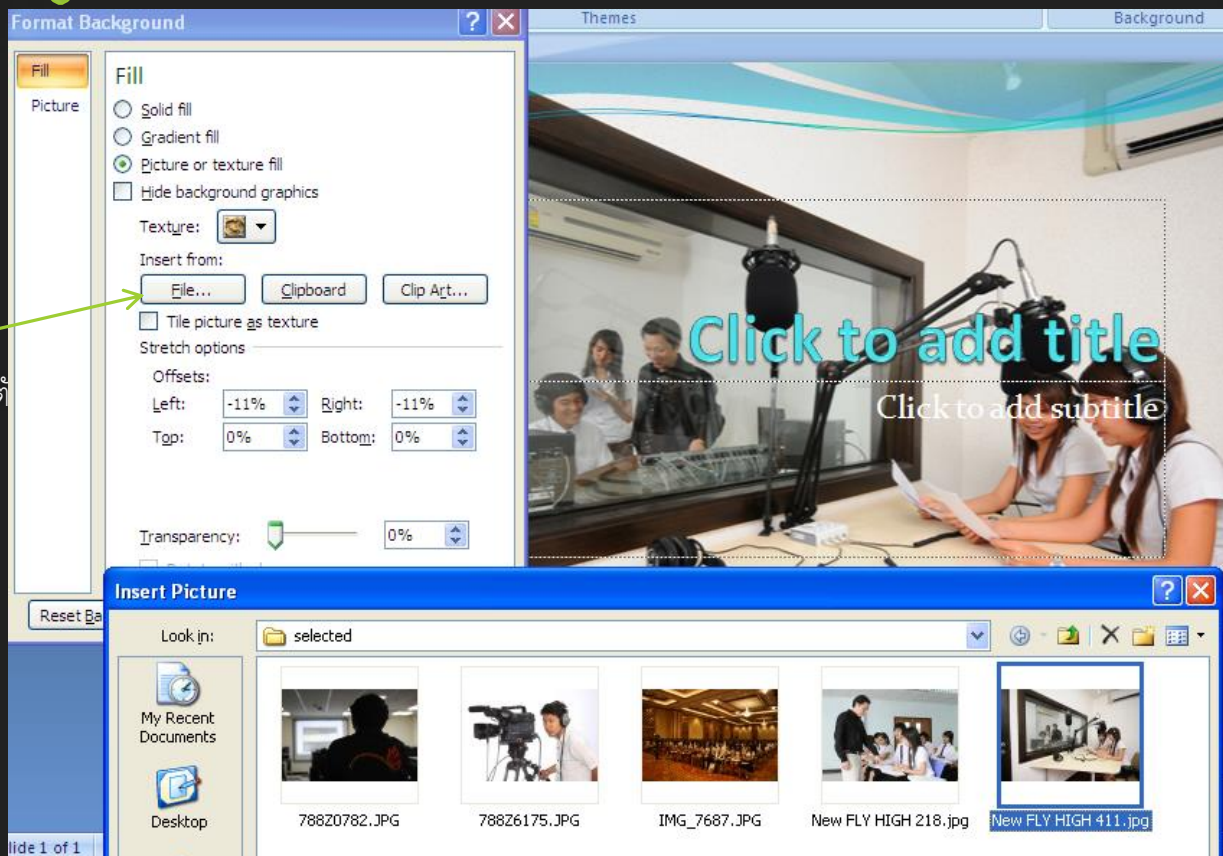 Format Background
Themes
Background
Fill
Picture
Fill
Solid fill
Gradient fill
Picture or texture fill
Hide background graphics
Texture:
Insert from:
File...
Clipboard
Clip Art...
Tile picture as texture
Stretch options
Offsets:
Left: -11% Right: -11%
Top: 0% Bottom: 0%
Transparency: 0%
Click to add title
Click to add subtitle
Insert Picture
Look in: selected
My Recent
Documents
Desktop
788Z0782.JPG
788Z6175.JPG
IMG_7687.JPG
New FLY HIGH 218.jpg
New FLY HIGH 411.jpg
Reset
lide 1 of 1